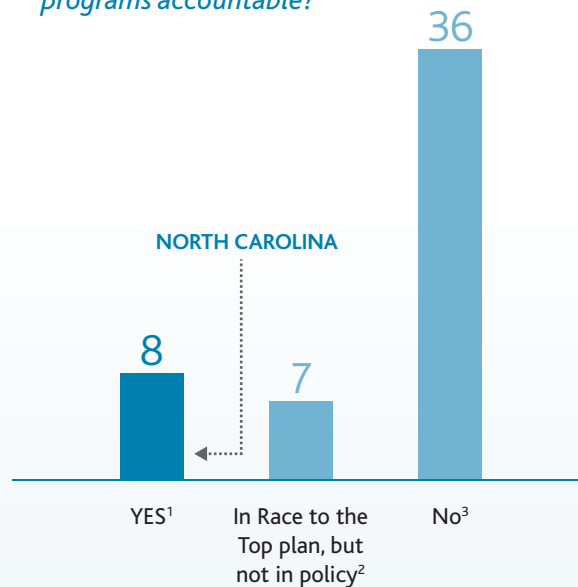 programs accountable?
36
NORTH CAROLINA
8
7
YES¹
In Race to the
Top plan, but
not in policy²
No³